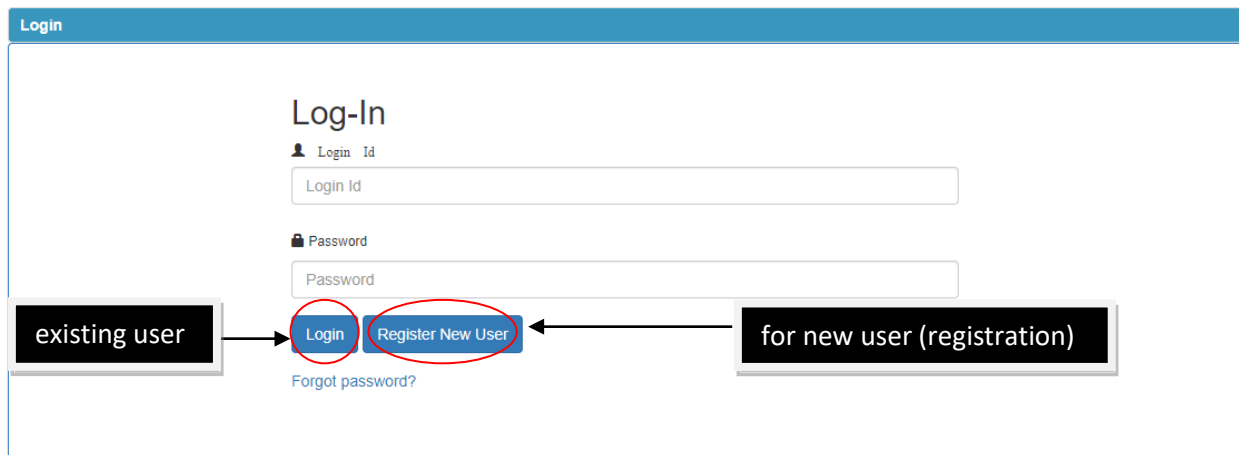 Login
Log-In
Login Id
Login Id
Password
Password
existing user
Login
Register New User
for new user (registration)
Forgot password?